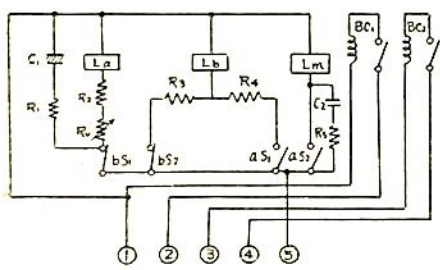 BC₁ BC₂
C₁ La Lb Lm
R₃ R₄ C₂
R₂
R₁ Rv R₅
bS₁ bS₂ aS₁ aS₂
① ② ③ ④ ⑤